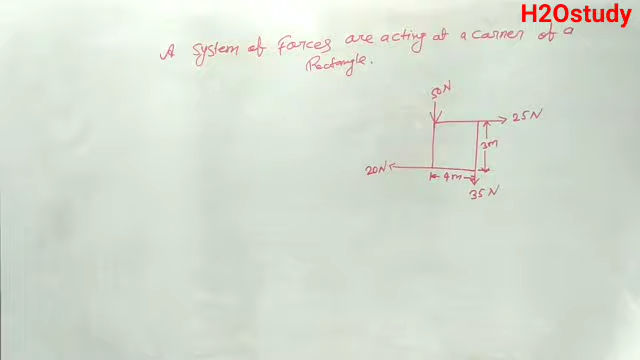 H2Ostudy
A System of Forces are acting at a corner of a
Rectangle.
50N
25N
3m
20N
4m
35N